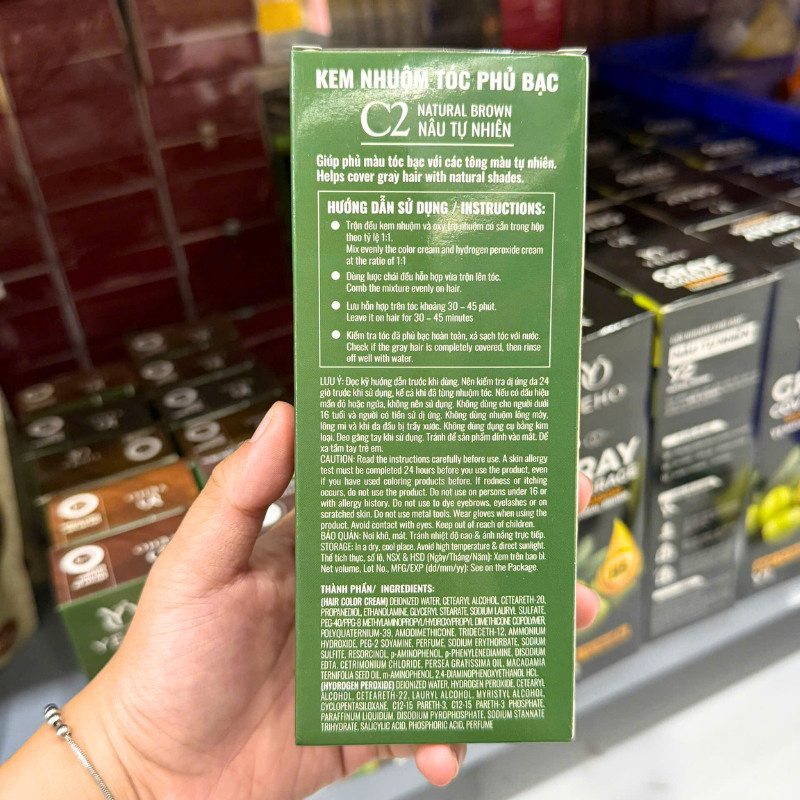 KEM NHUỘM TÓC PHỦ BẠC
C2 NATURAL BROWN
NÂU TỰ NHIÊN
Giúp phủ màu tóc bạc với các tông màu tự nhiên.
Helps cover gray hair with natural shades.
HƯỚNG DẪN SỬ DỤNG / INSTRUCTIONS:
Trộn đều kem nhuộm và oxy trợ nhuộm có sẵn trong hộp
theo tỷ lệ 1:1.
Mix evenly the color cream and hydrogen peroxide cream
at the ratio of 1:1
Dùng lược chải đều hỗn hợp vừa trộn lên tóc.
Comb the mixture evenly on hair.
Lưu hỗn hợp trên tóc khoảng 30 – 45 phút.
Leave it on hair for 30 – 45 minutes
Kiểm tra tóc đã phủ bạc hoàn toàn, xả sạch tóc với nước.
Check if the gray hair is completely covered, then rinse
off well with water.
LƯU Ý: Đọc kỹ hướng dẫn trước khi dùng. Nên kiểm tra dị ứng da 24
giờ trước khi sử dụng, kể cả khi đã từng nhuộm tóc. Nếu có dấu hiệu
mẩn đỏ hoặc ngứa, không nên sử dụng. Không dùng cho người dưới
16 tuổi và người có tiền sử dị ứng. Không dùng nhuộm lông mày,
lông mi và khi da đầu bị trầy xước. Không dùng dụng cụ bằng kim
loại. Đeo găng tay khi sử dụng. Tránh để sản phẩm dính vào mắt. Để
xa tầm tay trẻ em.
CAUTION: Read the instructions carefully before use. A skin allergy
test must be completed 24 hours before you use the product, even
if you have used coloring products before. If redness or itching
occurs, do not use the product. Do not use on persons under 16 or
with allergy history. Do not use to dye eyebrows, eyelashes or on
scratched skin. Do not use metal tools. Wear gloves when using the
product. Avoid contact with eyes. Keep out of reach of children.
BẢO QUẢN: Nơi khô, mát. Tránh nhiệt độ cao & ánh nắng trực tiếp.
STORAGE: In a dry, cool place. Avoid high temperature & direct sunlight.
Thể tích thực, số lô, NSX & HSD (Ngày/Tháng/Năm): Xem trên bao bì.
Net volume, Lot No., MFG/EXP (dd/mm/yy): See on the Package.
THÀNH PHẦN/ INGREDIENTS:
(HAIR COLOR CREAM) DEIONIZED WATER, CETEARYL ALCOHOL, CETEARETH-20,
PROPANEDIOL, ETHANOLAMINE, GLYCERYL STEARATE, SODIUM LAURYL SULFATE,
PEG-40/PPG-8 METHYLAMINOPROPYL/HYDROXYPROPYL DIMETHICONE COPOLYMER,
POLYQUATERNIUM-39, AMODIMETHICONE, TRIDECETH-12, AMMONIUM
HYDROXIDE, PEG-2 SOYAMINE, PERFUME, SODIUM ERYTHORBATE, SODIUM
SULFITE, RESORCINOL, p-AMINOPHENOL, p-PHENYLENEDIAMINE, DISODIUM
EDTA, CETRIMONIUM CHLORIDE, PERSEA GRATISSIMA OIL, MACADAMIA
TERNIFOLIA SEED OIL, m-AMINOPHENOL, 2,4-DIAMINOPHENOXYETHANOL HCL.
(HYDROGEN PEROXIDE) DEIONIZED WATER, HYDROGEN PEROXIDE, CETEARYL
ALCOHOL, CETEARETH-22, LAURYL ALCOHOL, MYRISTYL ALCOHOL,
CYCLOPENTASILOXANE, C12-15 PARETH-3, C12-15 PARETH-3 PHOSPHATE,
PARAFFINUM LIQUIDUM, DISODIUM PYROPHOSPHATE, SODIUM STANNATE
TRIHYDRATE, SALICYLIC ACID, PHOSPHORIC ACID, PERFUME